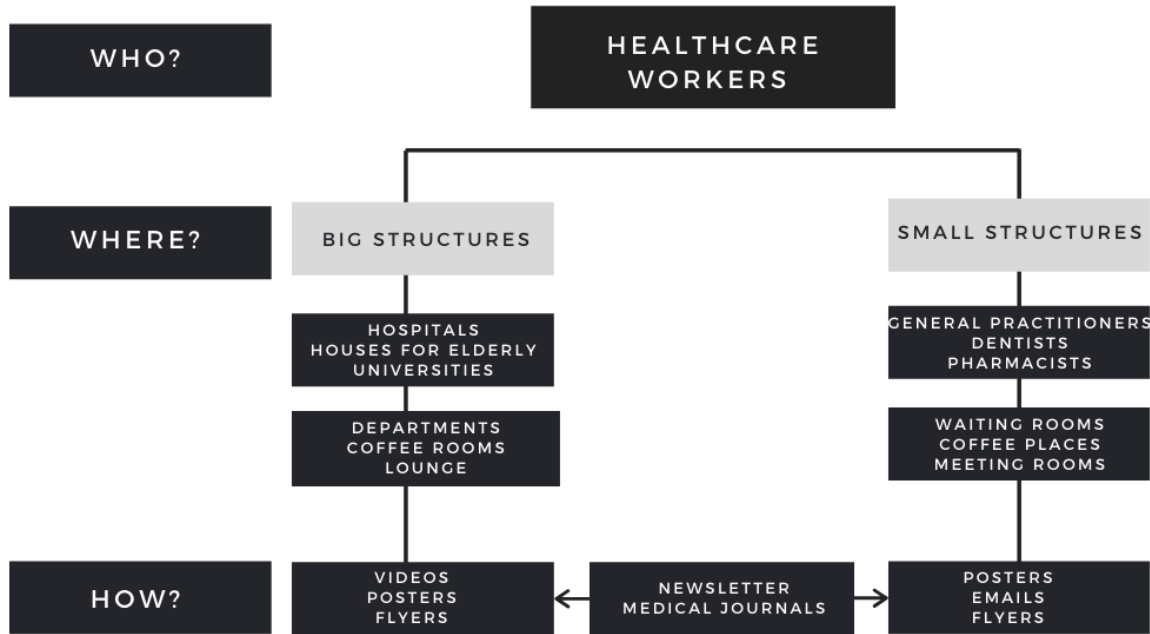 WHO?
HEALTHCARE
WORKERS
WHERE?
BIG STRUCTURES
SMALL STRUCTURES
HOSPITALS
HOUSES FOR ELDERLY
UNIVERSITIES
GENERAL PRACTITIONERS
DENTISTS
PHARMACISTS
DEPARTMENTS
COFFEE ROOMS
LOUNGE
WAITING ROOMS
COFFEE PLACES
MEETING ROOMS
HOW?
VIDEOS
POSTERS
FLYERS
NEWSLETTER
MEDICAL JOURNALS
POSTERS
EMAILS
FLYERS